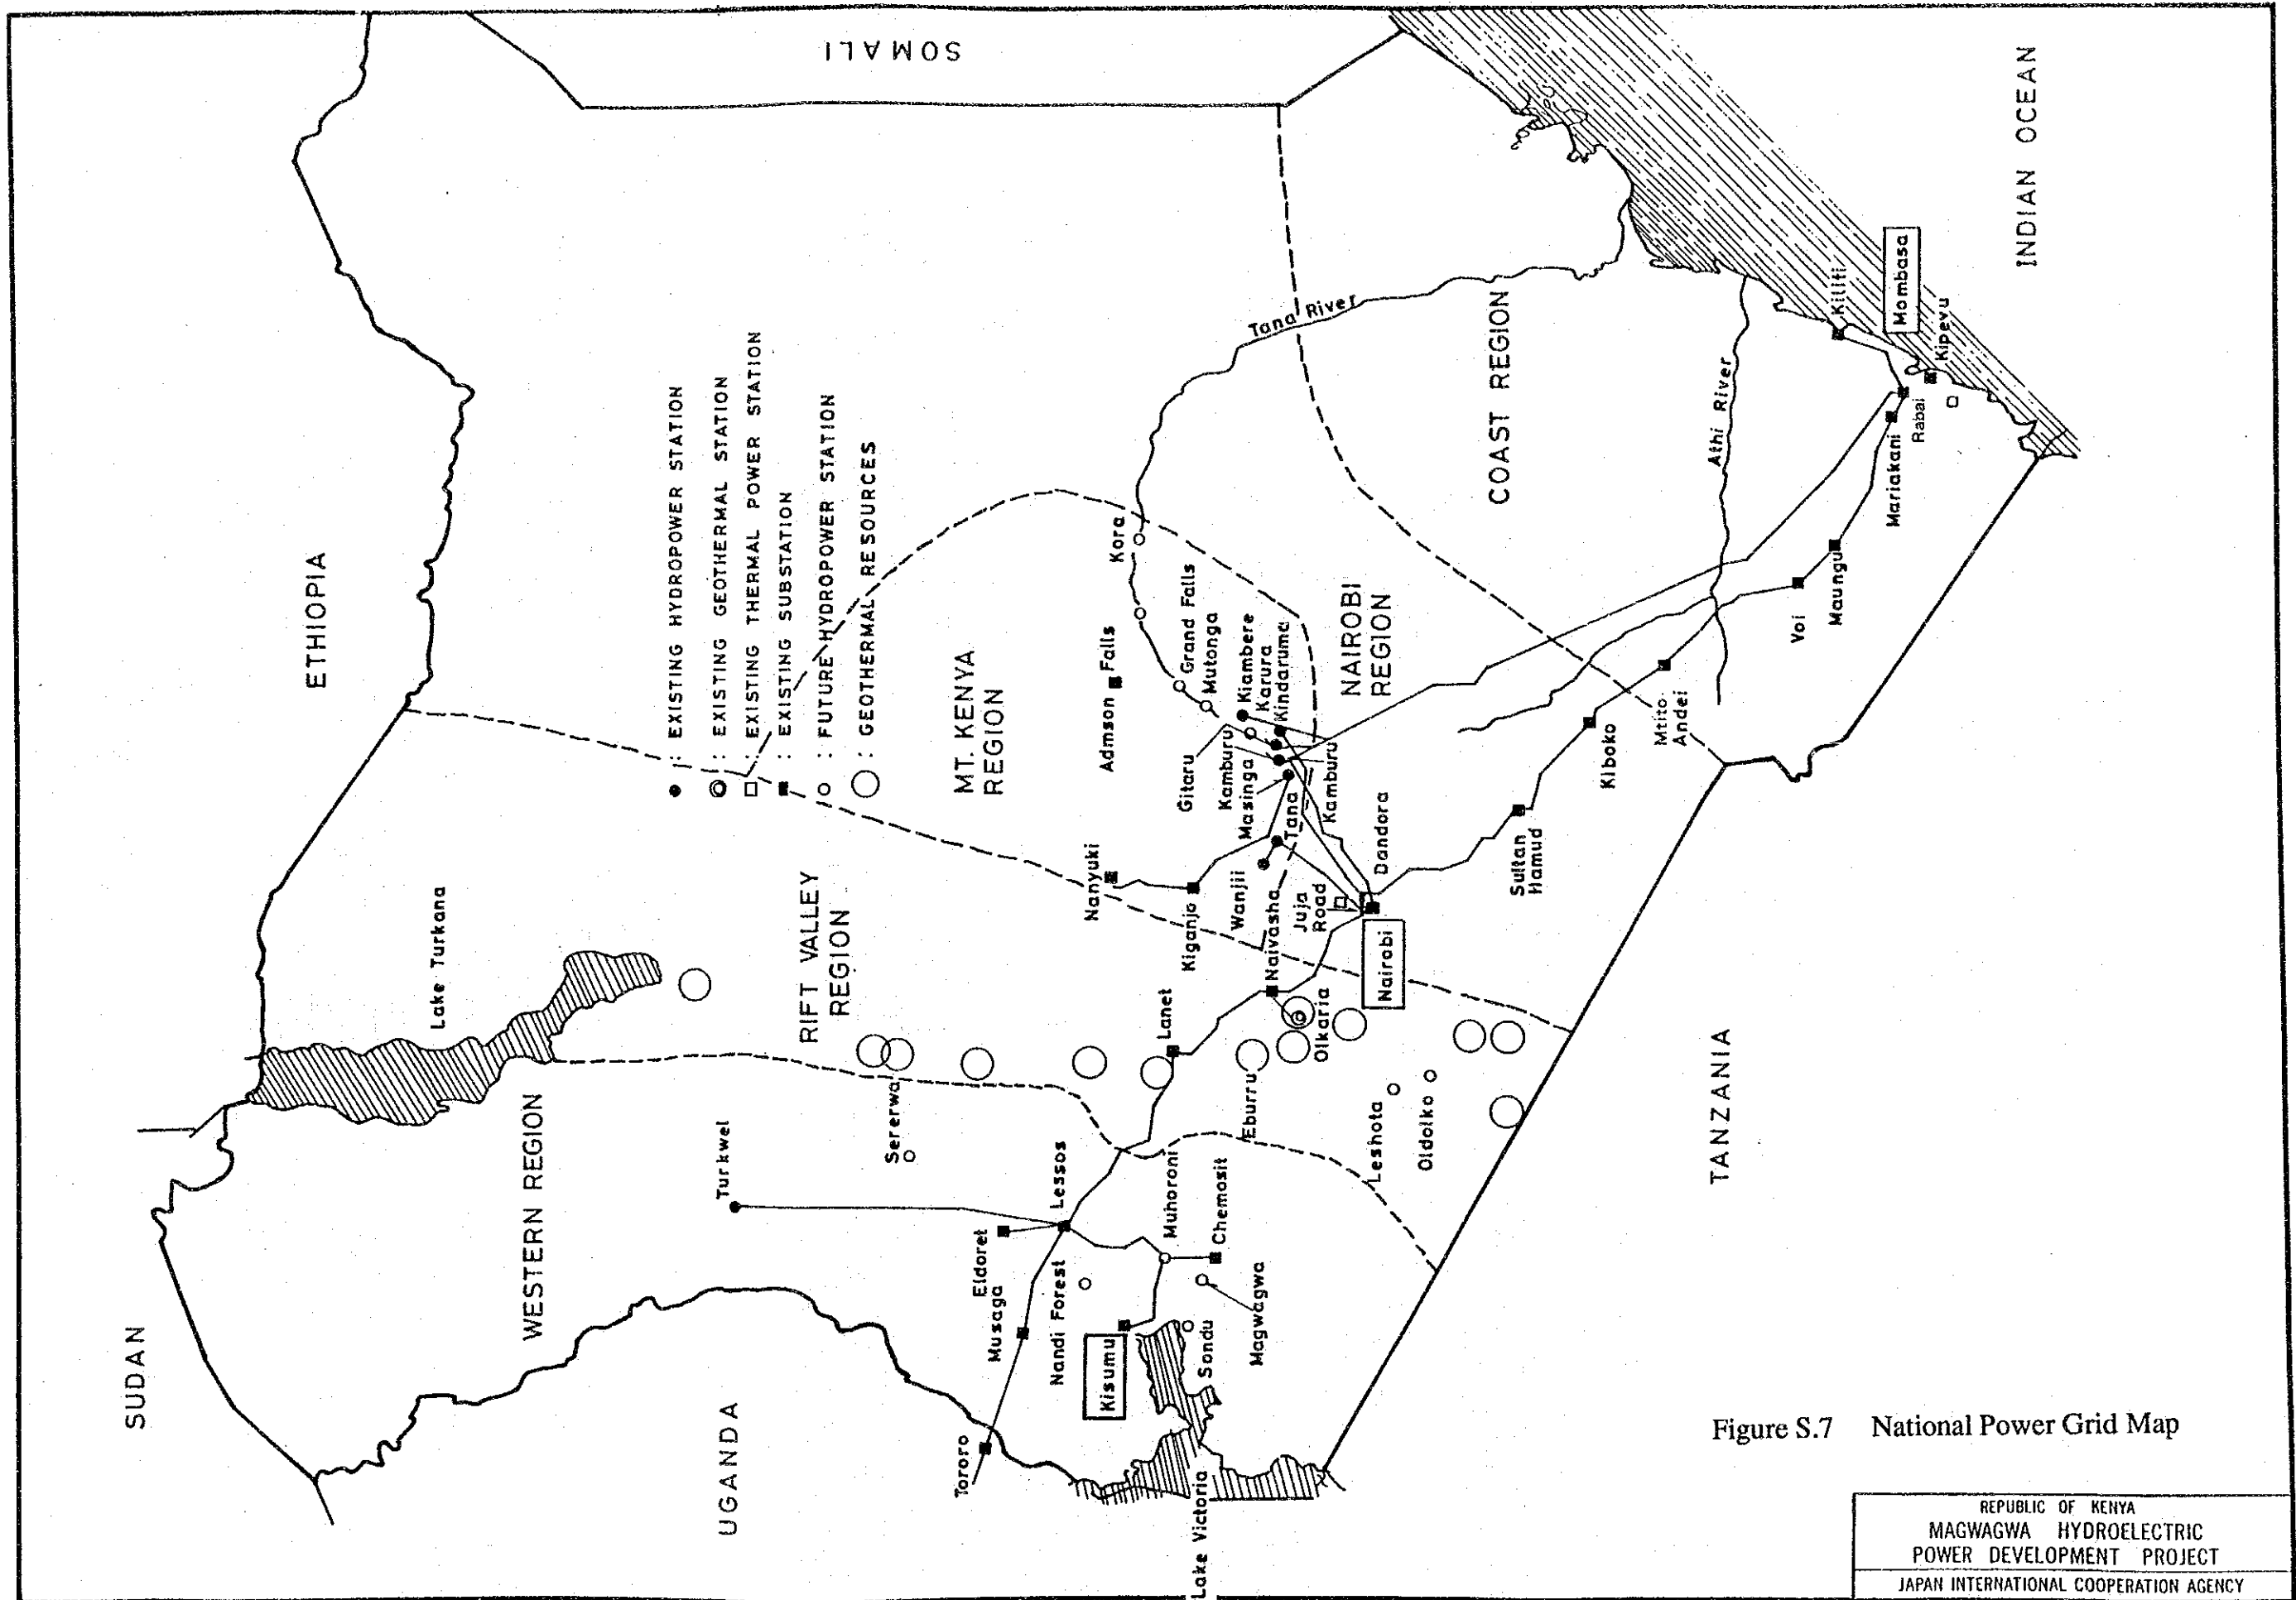 SUDAN
ETHIOPIA
SOMALI
UGANDA
TANZANIA
INDIAN OCEAN
WESTERN REGION
RIFT VALLEY
REGION
MT. KENYA
REGION
NAIROBI
REGION
COAST REGION
● : EXISTING HYDROPOWER STATION
◎ : EXISTING GEOTHERMAL STATION
□ : EXISTING THERMAL POWER STATION
■ : EXISTING SUBSTATION
○ : FUTURE HYDROPOWER STATION
◯ : GEOTHERMAL RESOURCES
Lake Turkana
Turkwel
Sererwa
Eldoret
Musaga
Lessos
Nandi Forest
Tororo
Kisumu
Muhoroni
Chemosit
Magwagwa
Sondu
Lake Victoria
Lanet
Eburru
Olkaria
Naivasha
Leshota
Oldolko
Nanyuki
Kiganjo
Wanjii
Tana
Masinga
Kamburu
Gitaru
Kamburu
Kindaruma
Karura
Kiambere
Mutonga
Grand Falls
Admson Falls
Kora
Tana River
Juja
Road
Nairobi
Dandora
Sultan
Hamud
Kiboko
Mtito
Andei
Athi River
Voi
Maungu
Mariakani
Rabai
Kilifi
Mombasa
Kipevu
Figure S.7 National Power Grid Map
REPUBLIC OF KENYA
MAGWAGWA HYDROELECTRIC
POWER DEVELOPMENT PROJECT
JAPAN INTERNATIONAL COOPERATION AGENCY